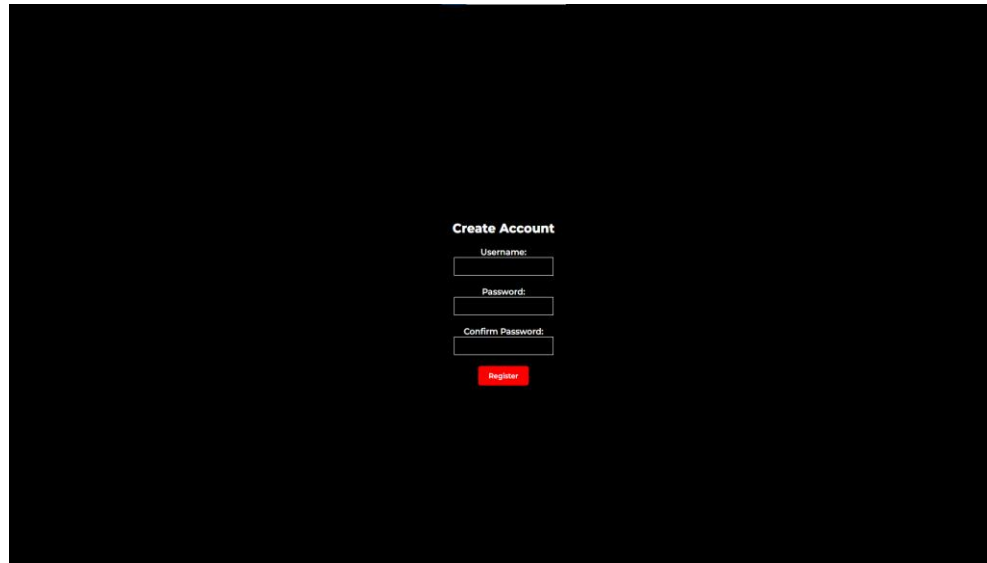 Create Account
Username:
Password:
Confirm Password:
Register